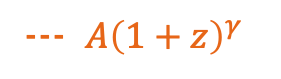 --- A(1 + z)^γ